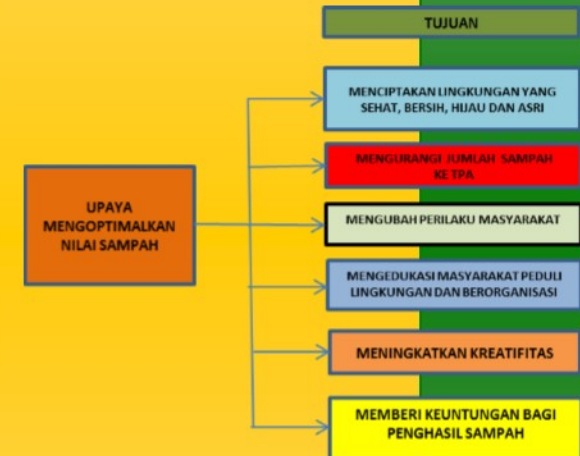 TUJUAN
MENCIPTAKAN LINGKUNGAN YANG
SEHAT, BERSIH, HIJAU DAN ASRI
MENGURANGI JUMLAH SAMPAH
KE TPA
UPAYA
MENGOPTIMALKAN
NILAI SAMPAH
MENGUBAH PERILAKU MASYARAKAT
MENGEDUKASI MASYARAKAT PEDULI
LINGKUNGAN DAN BERORGANISASI
MENINGKATKAN KREATIFITAS
MEMBERI KEUNTUNGAN BAGI
PENGHASIL SAMPAH